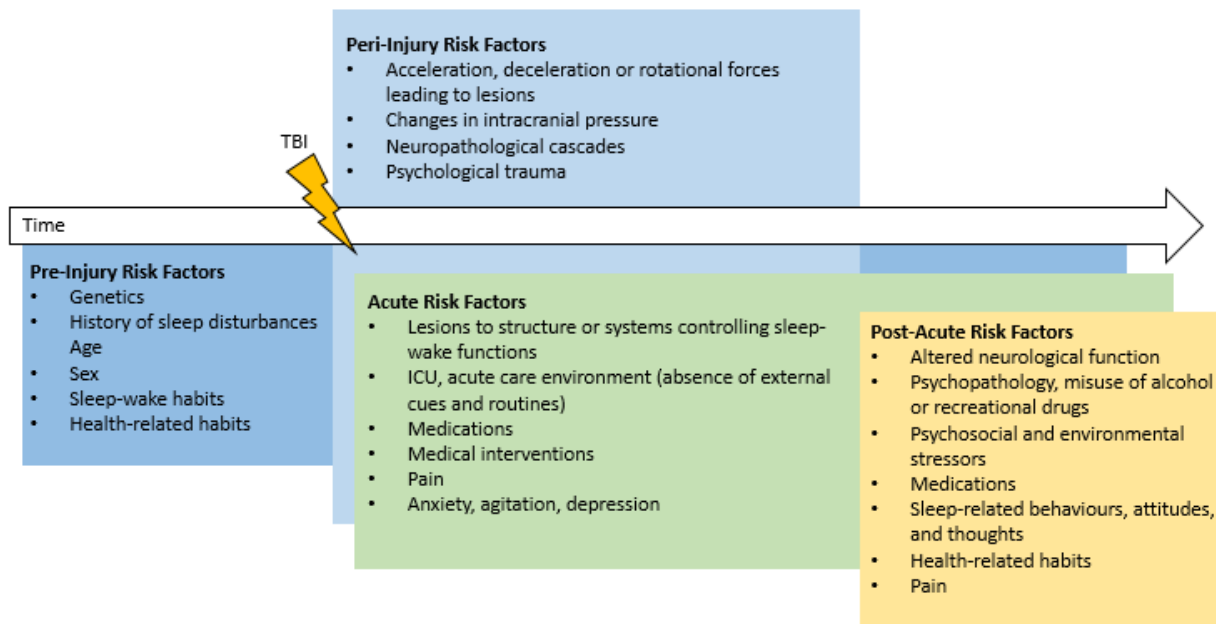 Peri-Injury Risk Factors
• Acceleration, deceleration or rotational forces
leading to lesions
• Changes in intracranial pressure
• Neuropathological cascades
• Psychological trauma
TBI
Time
Pre-Injury Risk Factors
• Genetics
• History of sleep disturbances
• Age
• Sex
• Sleep-wake habits
• Health-related habits
Acute Risk Factors
• Lesions to structure or systems controlling sleep-
wake functions
• ICU, acute care environment (absence of external
cues and routines)
• Medications
• Medical interventions
• Pain
• Anxiety, agitation, depression
Post-Acute Risk Factors
• Altered neurological function
• Psychopathology, misuse of alcohol
or recreational drugs
• Psychosocial and environmental
stressors
• Medications
• Sleep-related behaviours, attitudes,
and thoughts
• Health-related habits
• Pain